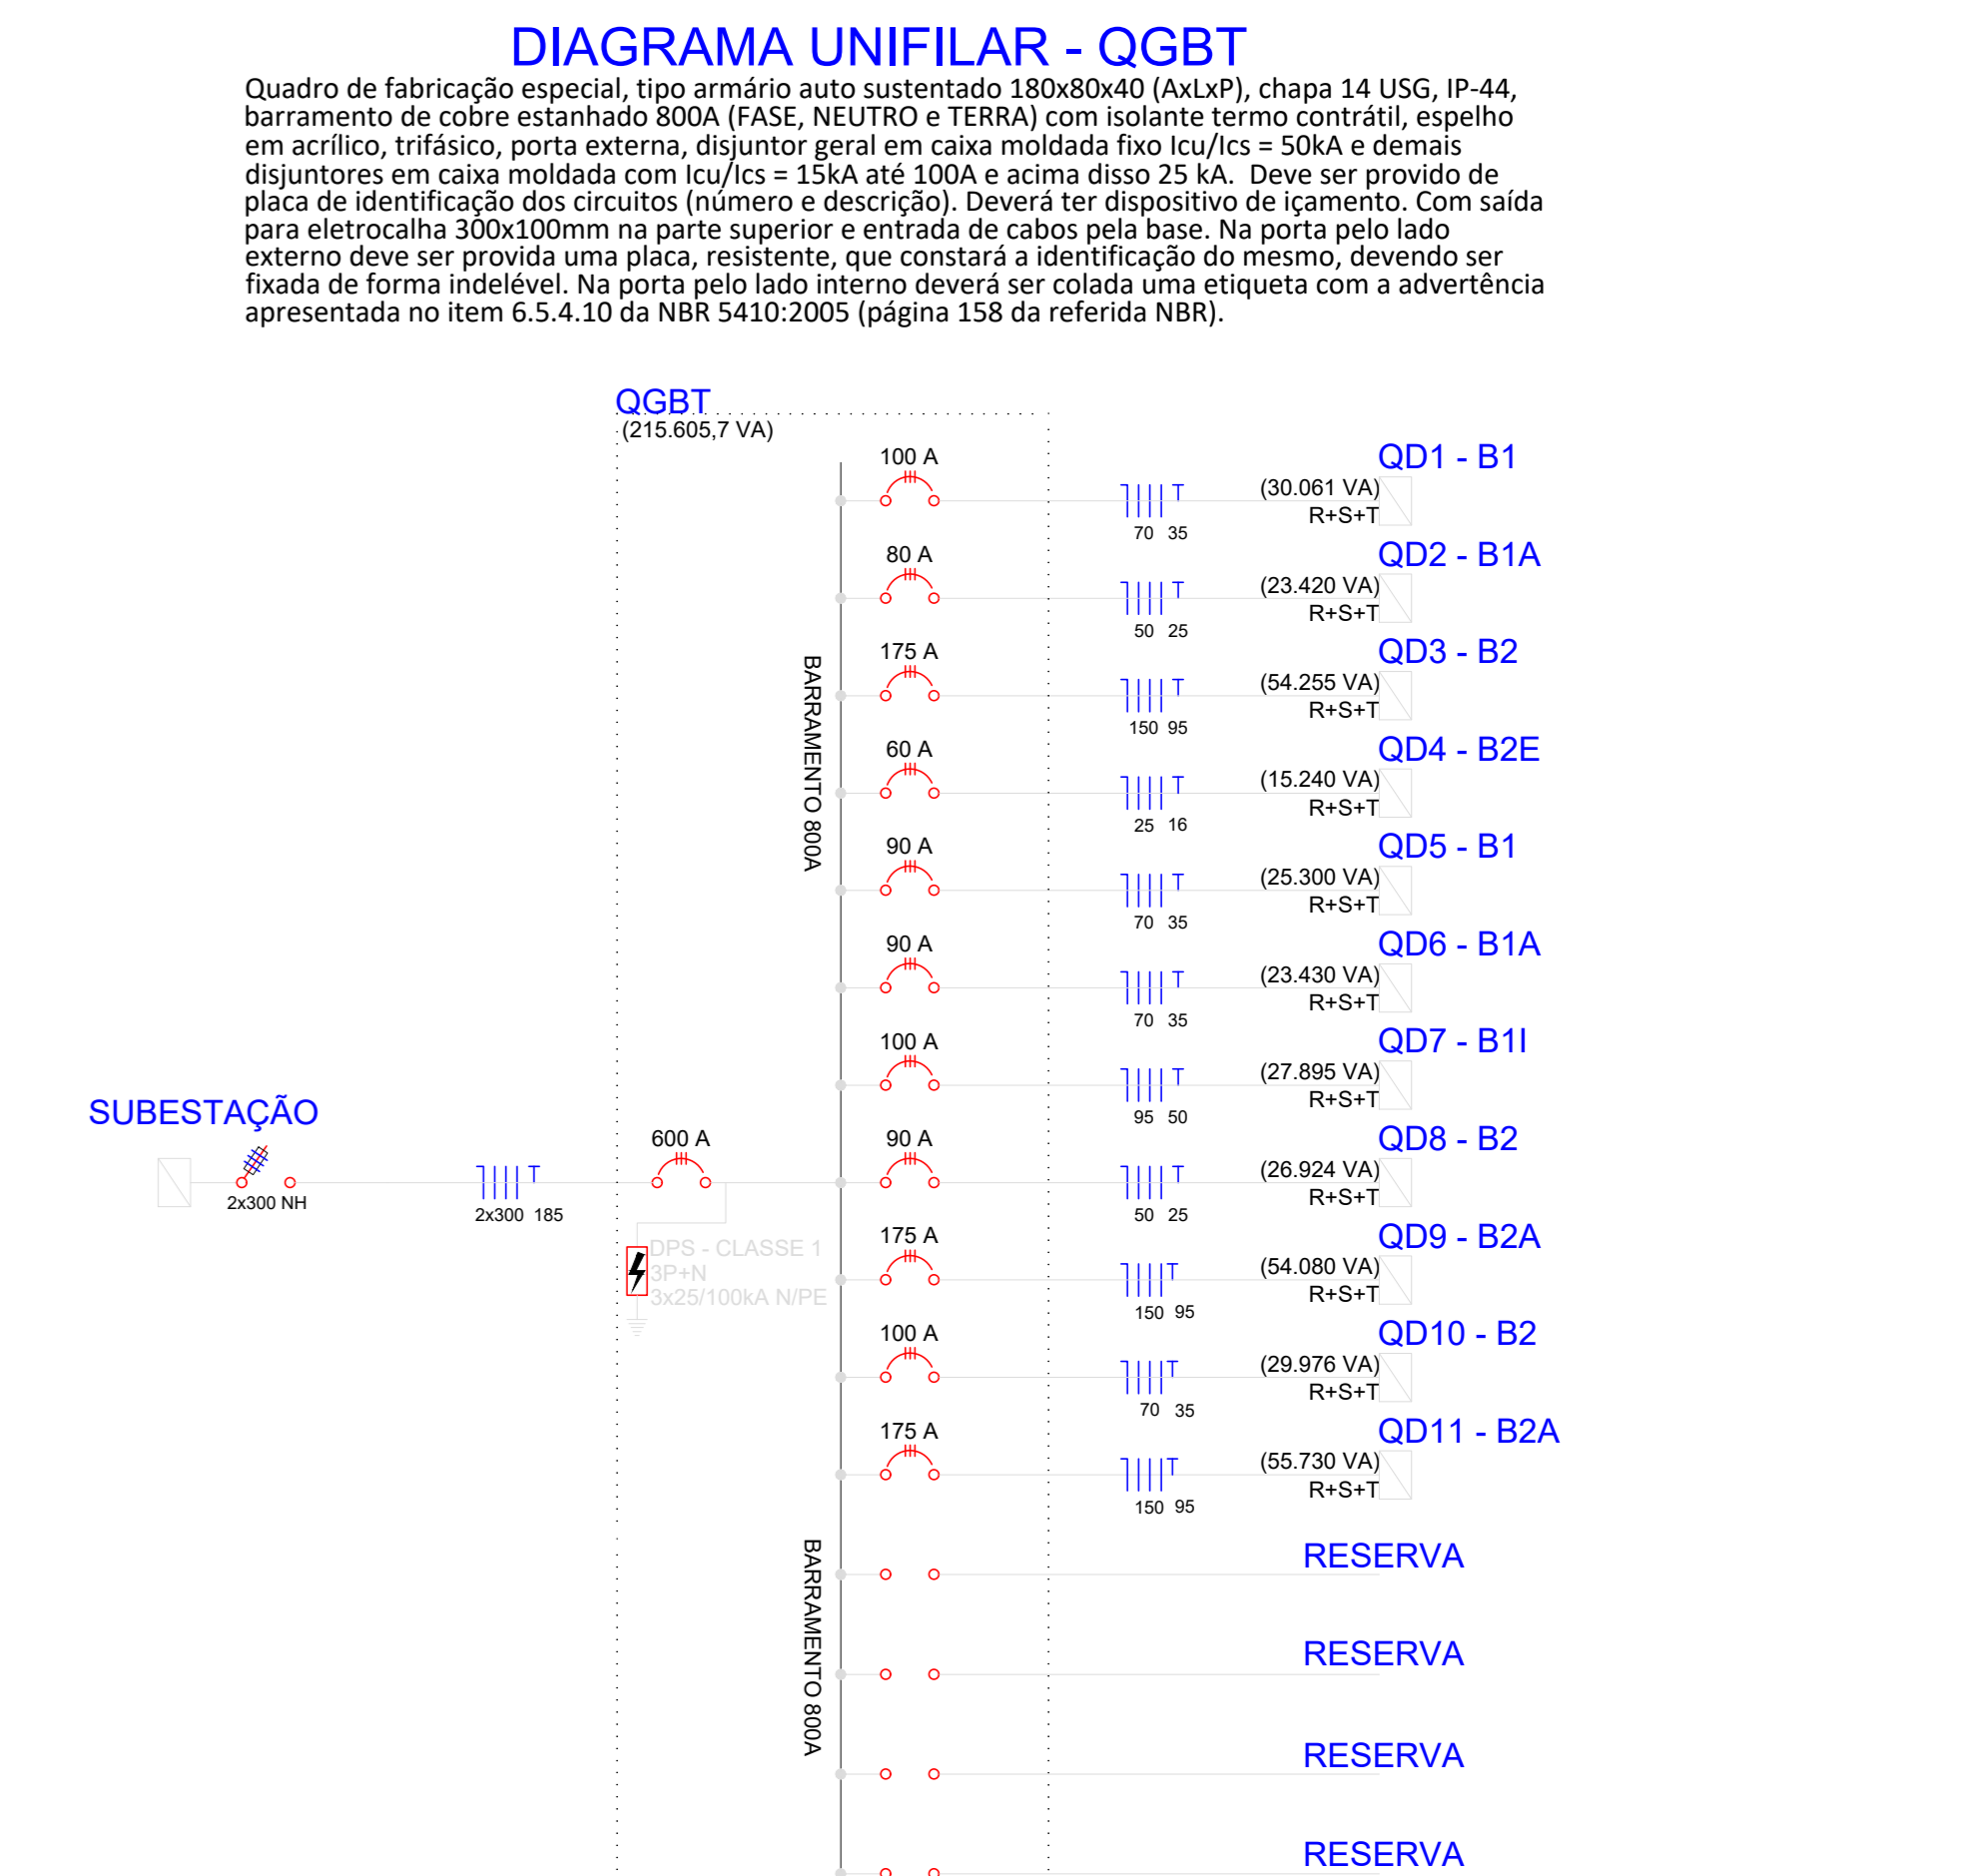 DIAGRAMA UNIFILAR - QGBT
Quadro de fabricação especial, tipo armário auto sustentado 180x80x40 (AxLxP), chapa 14 USG, IP-44,
barramento de cobre estanhado 800A (FASE, NEUTRO e TERRA) com isolante termo contrátil, espelho
em acrílico, trifásico, porta externa, disjuntor geral em caixa moldada fixo Icu/Ics = 50kA e demais
disjuntores em caixa moldada com Icu/Ics = 15kA até 100A e acima disso 25 kA.  Deve ser provido de
placa de identificação dos circuitos (número e descrição). Deverá ter dispositivo de içamento. Com saída
para eletrocalha 300x100mm na parte superior e entrada de cabos pela base. Na porta pelo lado
externo deve ser provida uma placa, resistente, que constará a identificação do mesmo, devendo ser
fixada de forma indelével. Na porta pelo lado interno deverá ser colada uma etiqueta com a advertência
apresentada no item 6.5.4.10 da NBR 5410:2005 (página 158 da referida NBR).
QGBT
(215.605,7 VA)
100 A
QD1 - B1
(30.061 VA)
R+S+T
70 35
80 A
QD2 - B1A
(23.420 VA)
R+S+T
50 25
175 A
QD3 - B2
(54.255 VA)
R+S+T
150 95
BARRAMENTO 800A
60 A
QD4 - B2E
(15.240 VA)
R+S+T
25 16
90 A
QD5 - B1
(25.300 VA)
R+S+T
70 35
90 A
QD6 - B1A
(23.430 VA)
R+S+T
70 35
100 A
QD7 - B1I
(27.895 VA)
R+S+T
95 50
SUBESTAÇÃO
2x300 NH
2x300 185
600 A
90 A
QD8 - B2
(26.924 VA)
R+S+T
50 25
DPS - CLASSE 1
3P+N
3x25/100kA N/PE
175 A
QD9 - B2A
(54.080 VA)
R+S+T
150 95
100 A
QD10 - B2
(29.976 VA)
R+S+T
70 35
175 A
QD11 - B2A
(55.730 VA)
R+S+T
150 95
BARRAMENTO 800A
RESERVA
RESERVA
RESERVA
RESERVA